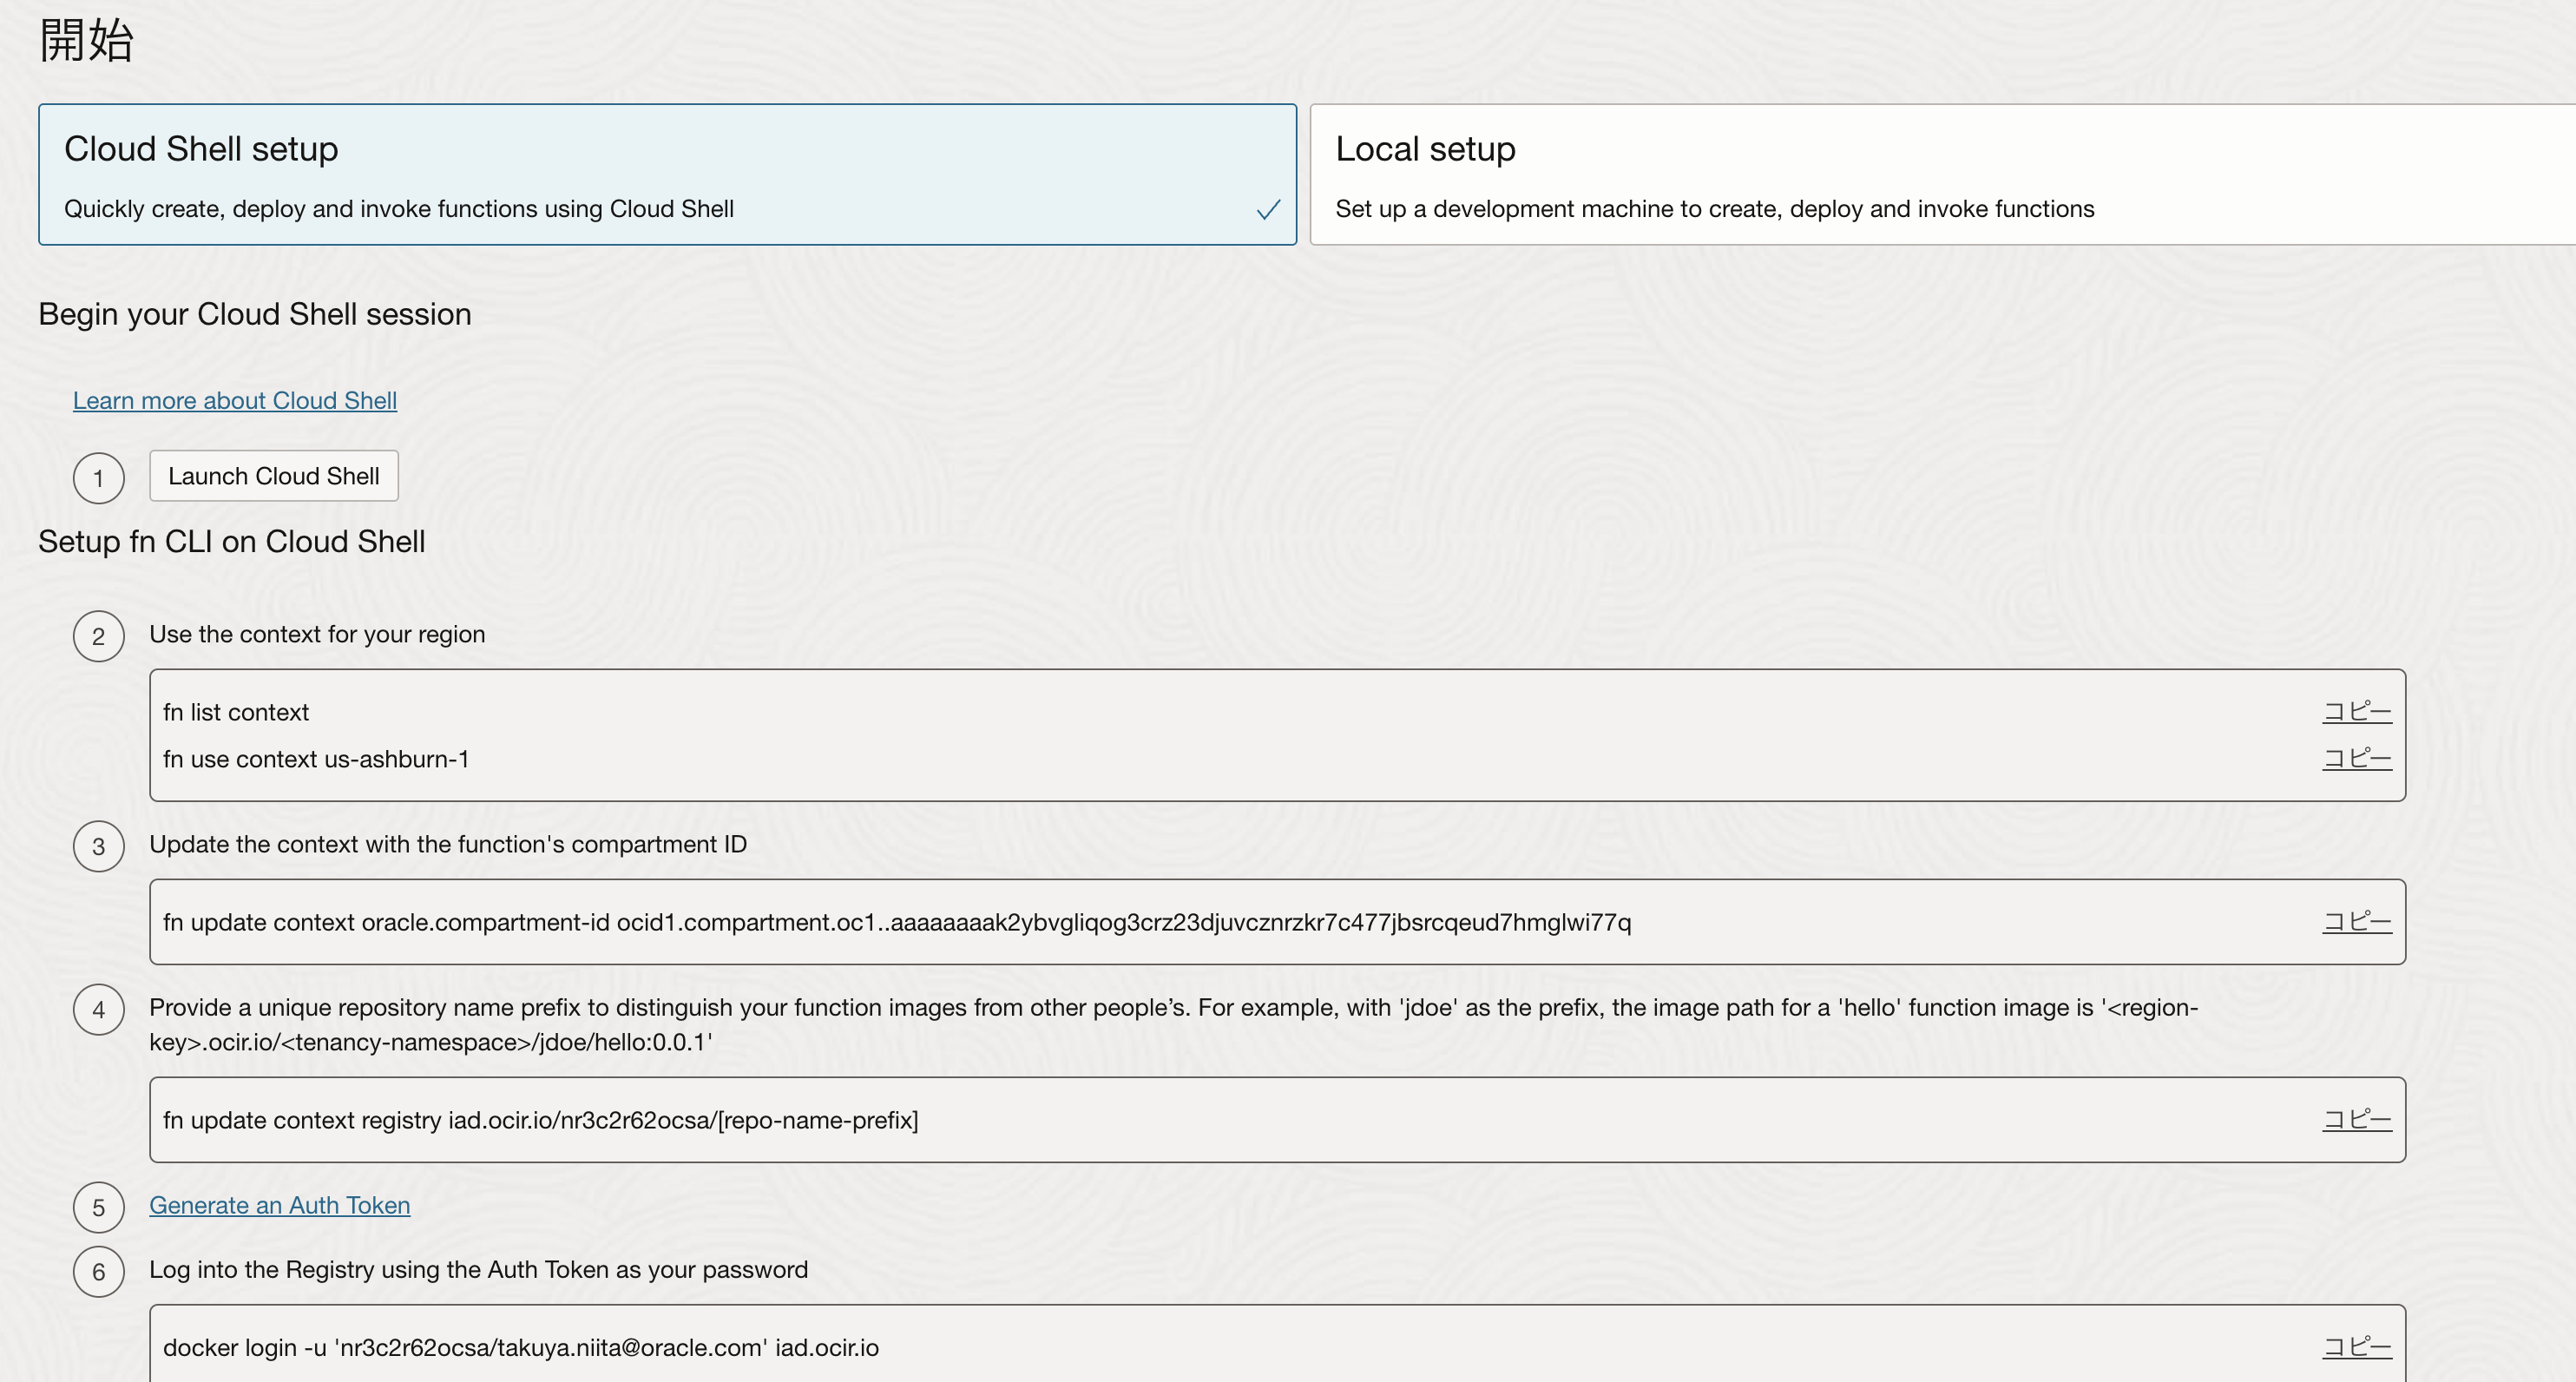 開始
Cloud Shell setup
Quickly create, deploy and invoke functions using Cloud Shell
Local setup
Set up a development machine to create, deploy and invoke functions
Begin your Cloud Shell session
Learn more about Cloud Shell
1 Launch Cloud Shell
Setup fn CLI on Cloud Shell
2 Use the context for your region
fn list context コピー
fn use context us-ashburn-1 コピー
3 Update the context with the function's compartment ID
fn update context oracle.compartment-id ocid1.compartment.oc1..aaaaaaaak2ybvgliqog3crz23djuvcznrzkr7c477jbsrcqeud7hmglwi77q コピー
4 Provide a unique repository name prefix to distinguish your function images from other people’s. For example, with 'jdoe' as the prefix, the image path for a 'hello' function image is '<region-
key>.ocir.io/<tenancy-namespace>/jdoe/hello:0.0.1'
fn update context registry iad.ocir.io/nr3c2r62ocsa/[repo-name-prefix] コピー
5 Generate an Auth Token
6 Log into the Registry using the Auth Token as your password
docker login -u 'nr3c2r62ocsa/takuya.niita@oracle.com' iad.ocir.io コピー